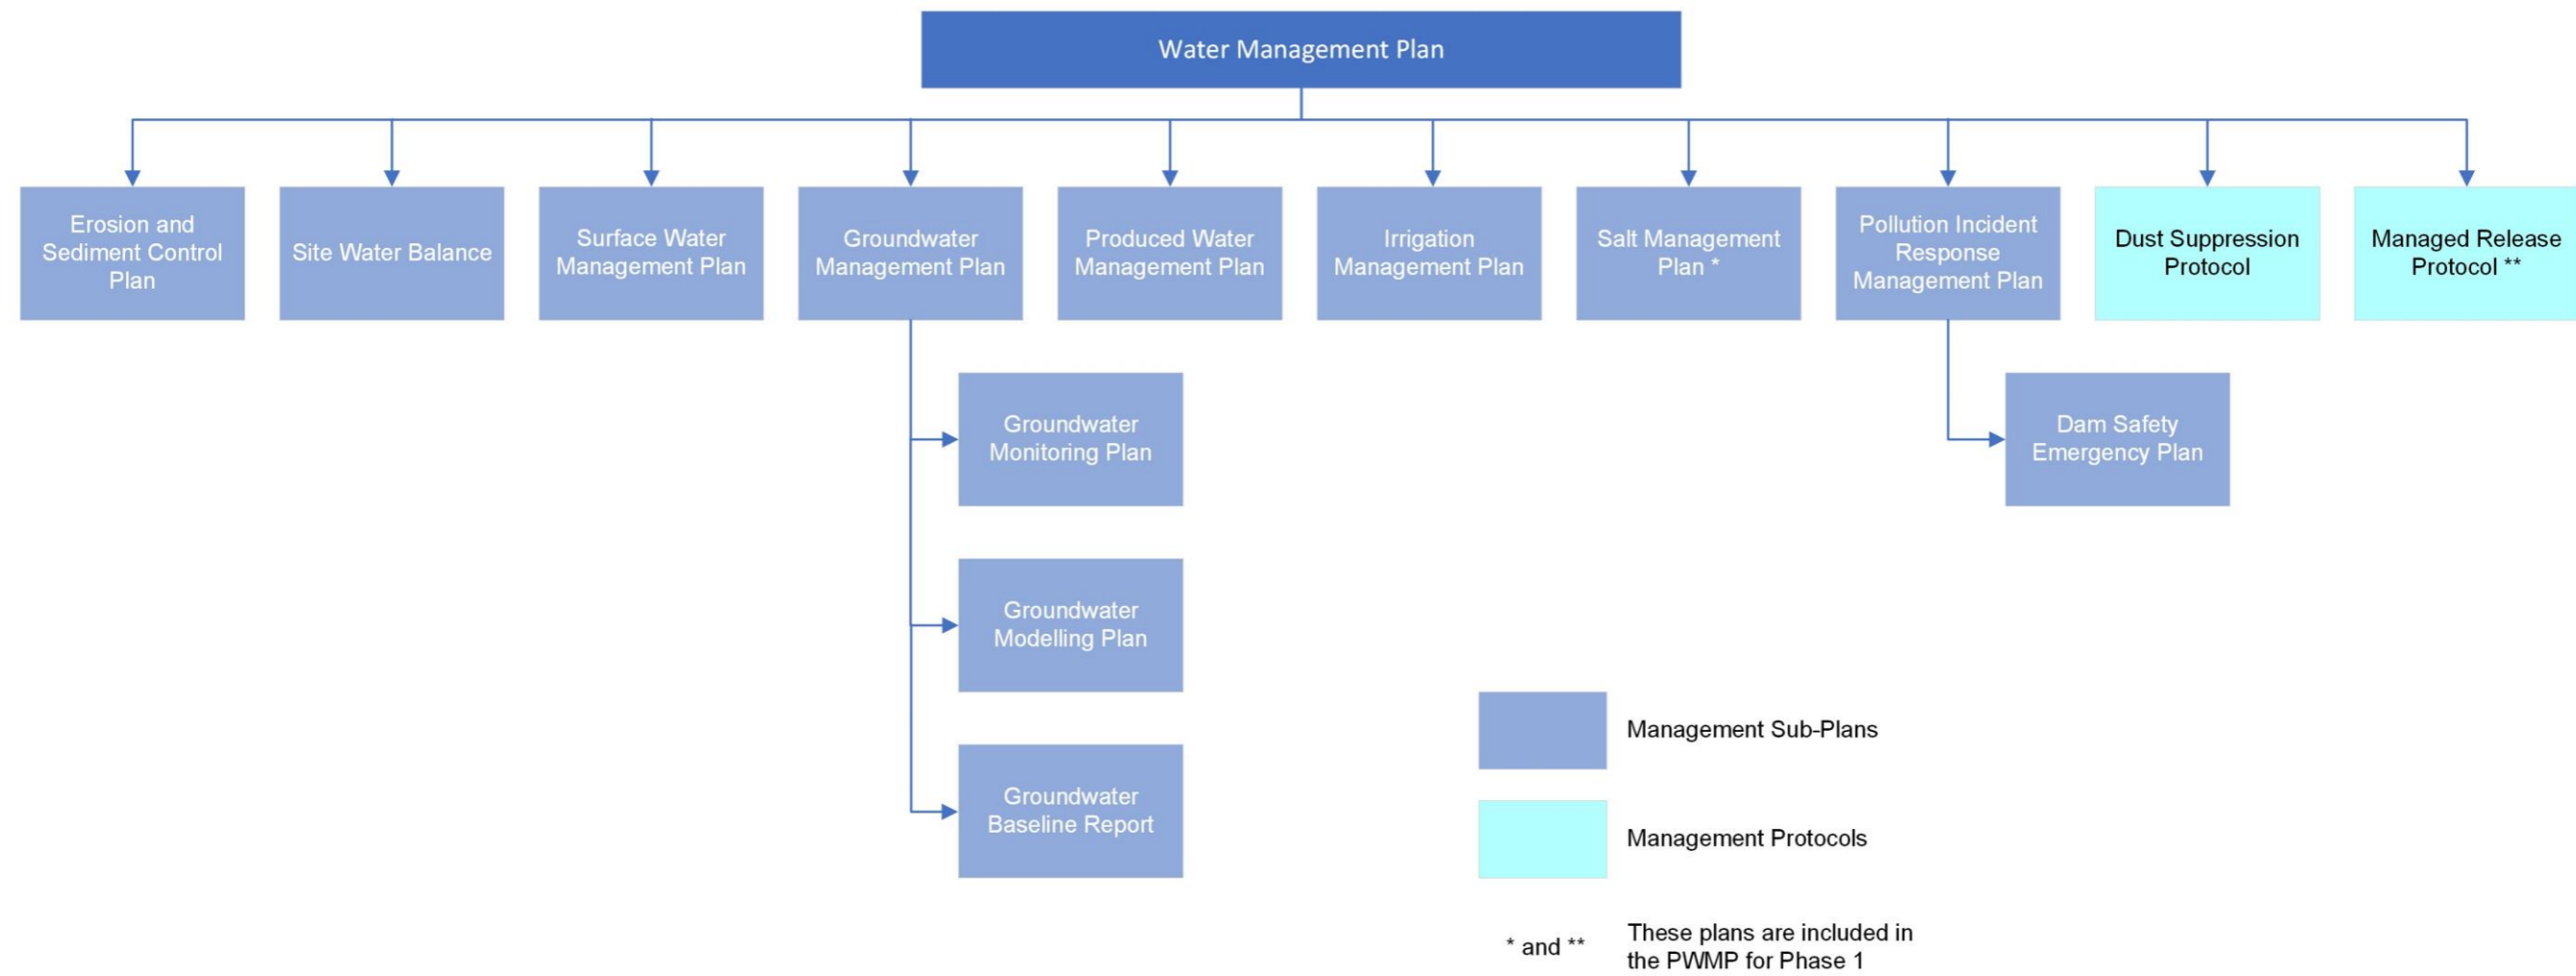 Water Management Plan
Erosion and
Sediment Control
Plan
Site Water Balance
Surface Water
Management Plan
Groundwater
Management Plan
Produced Water
Management Plan
Irrigation
Management Plan
Salt Management
Plan *
Pollution Incident
Response
Management Plan
Dust Suppression
Protocol
Managed Release
Protocol **
Groundwater
Monitoring Plan
Dam Safety
Emergency Plan
Groundwater
Modelling Plan
Groundwater
Baseline Report
Management Sub-Plans
Management Protocols
* and **
These plans are included in
the PWMP for Phase 1